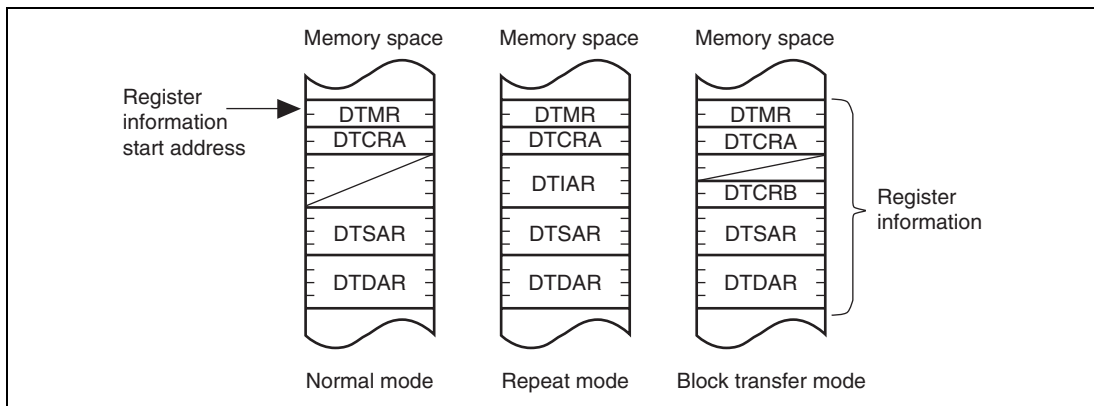 Memory space
Memory space
Memory space
Register
information
start address
DTMR
DTCRA
DTSAR
DTDAR
DTMR
DTCRA
DTIAR
DTSAR
DTDAR
DTMR
DTCRA
DTCRB
DTSAR
DTDAR
Register
information
Normal mode
Repeat mode
Block transfer mode